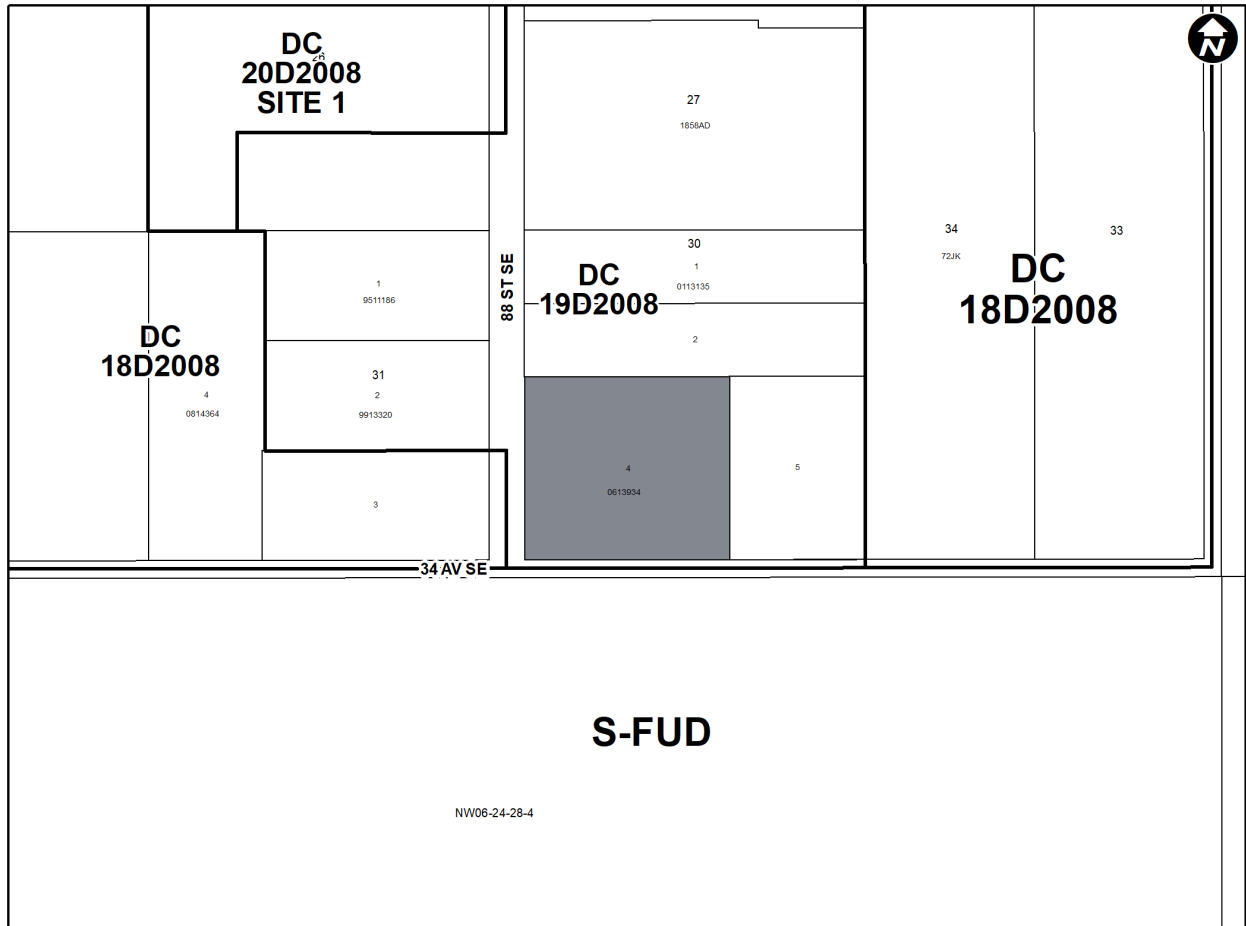 DC
26
20D2008
SITE 1
N
27
1858AD
34
72JK
33
DC
18D2008
30
1
0113135
DC
19D2008
2
88 ST SE
1
9511186
31
2
9913320
DC
18D2008
4
0814364
3
4
0613934
5
34 AV SE
S-FUD
NW06-24-28-4